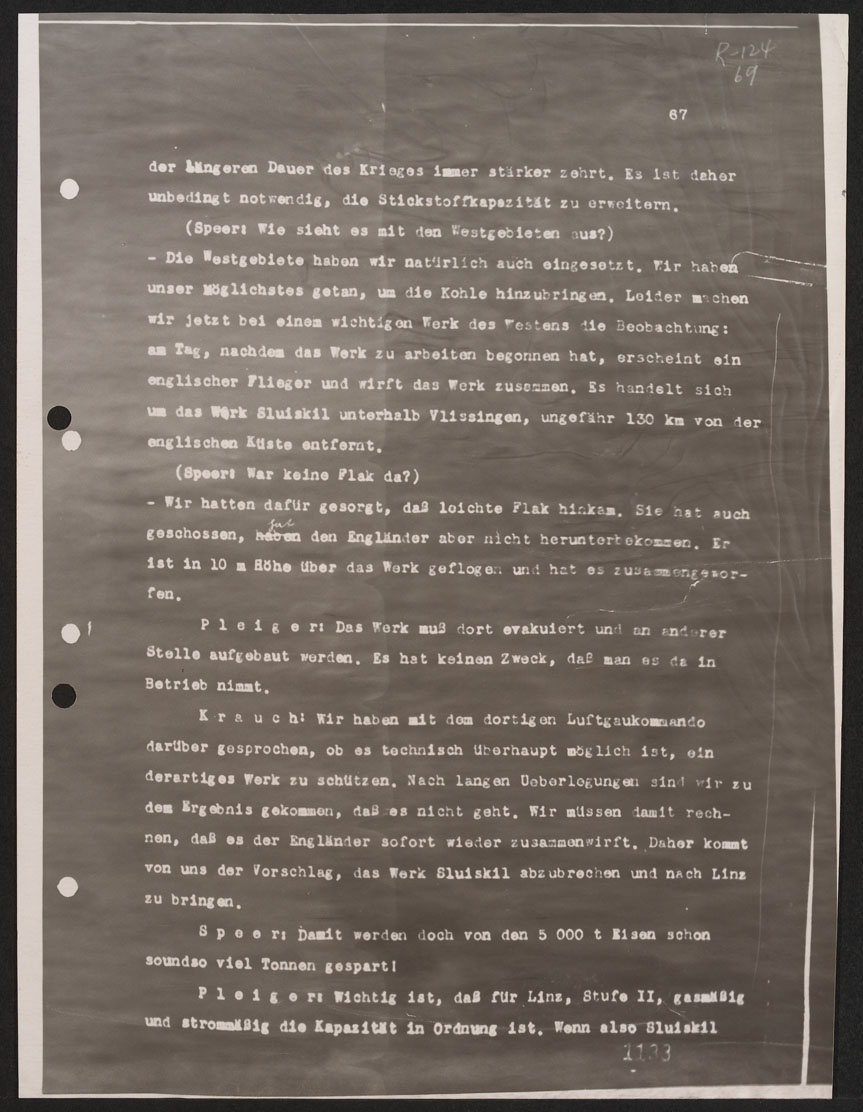 R-124
69
67
der längeren Dauer des Krieges immer stärker zehrt. Es ist daher
unbedingt notwendig, die Stickstoffkapazität zu erweitern.
(Speer: Wie sieht es mit den Westgebieten aus?)
- Die Westgebiete haben wir natürlich auch eingesetzt. Wir haben
unser Möglichstes getan, um die Kohle hinzubringen. Leider machen
wir jetzt bei einem wichtigen Werk des Westens die Beobachtung:
am Tag, nachdem das Werk zu arbeiten begonnen hat, erscheint ein
englischer Flieger und wirft das Werk zusammen. Es handelt sich
um das Werk Sluiskil unterhalb Vlissingen, ungefähr 130 km von der
englischen Küste entfernt.
(Speer: War keine Flak da?)
- Wir hatten dafür gesorgt, daß leichte Flak hinkam. Sie hat auch
geschossen, haben den Engländer aber nicht herunterbekommen. Er
ist in 10 m Höhe über das Werk geflogen und hat es zusammengewor-
fen.
P l e i g e r: Das Werk muß dort evakuiert und an anderer
Stelle aufgebaut werden. Es hat keinen Zweck, daß man es da in
Betrieb nimmt.
K r a u c h: Wir haben mit dem dortigen Luftgaukommando
darüber gesprochen, ob es technisch überhaupt möglich ist, ein
derartiges Werk zu schützen. Nach langen Ueberlegungen sind wir zu
dem Ergebnis gekommen, daß es nicht geht. Wir müssen damit rech-
nen, daß es der Engländer sofort wieder zusammenwirft. Daher kommt
von uns der Vorschlag, das Werk Sluiskil abzubrechen und nach Linz
zu bringen.
S p e e r: Damit werden doch von den 5 000 t Eisen schon
soundso viel Tonnen gespart!
P l e i g e r: Wichtig ist, daß für Linz, Stufe II, gasmäßig
und strommäßig die Kapazität in Ordnung ist. Wenn also Sluiskil
1133